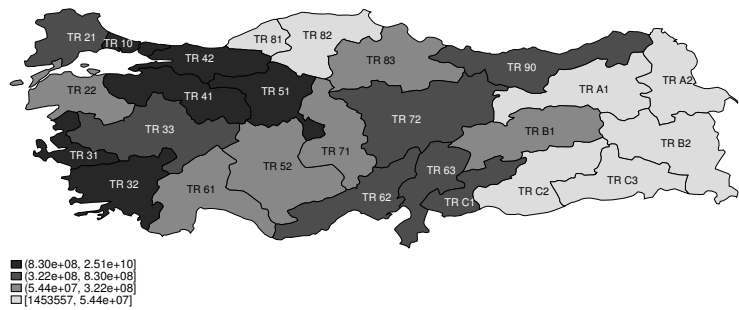 TR 21
TR 10
TR 81
TR 82
TR 42
TR 83
TR 90
TR A2
TR 22
TR 41
TR 51
TR A1
TR 33
TR 72
TR B1
TR B2
TR 31
TR 71
TR 52
TR 63
TR 32
TR 61
TR 62
TR C1
TR C2
TR C3
(8.30e+08, 2.51e+10]
(3.22e+08, 8.30e+08]
(5.44e+07, 3.22e+08]
[1453557, 5.44e+07]